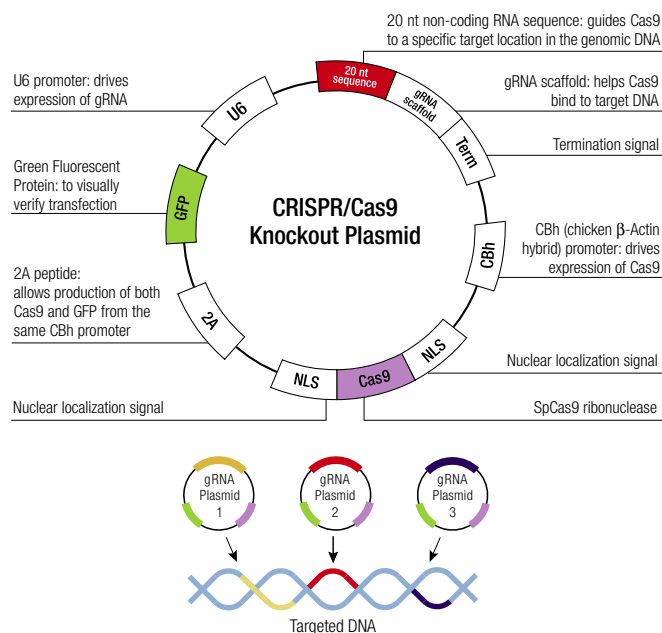 20 nt non-coding RNA sequence: guides Cas9
to a specific target location in the genomic DNA
U6 promoter: drives
expression of gRNA
20 nt
sequence
gRNA
scaffold
gRNA scaffold: helps Cas9
bind to target DNA
U6
Term
Termination signal
Green Fluorescent
Protein: to visually
verify transfection
GFP
CRISPR/Cas9
Knockout Plasmid
CBh
CBh (chicken β-Actin
hybrid) promoter: drives
expression of Cas9
2A peptide:
allows production of both
Cas9 and GFP from the
same CBh promoter
2A
NLS
Cas9
NLS
Nuclear localization signal
Nuclear localization signal
SpCas9 ribonuclease
gRNA
Plasmid
1
gRNA
Plasmid
2
gRNA
Plasmid
3
Targeted DNA